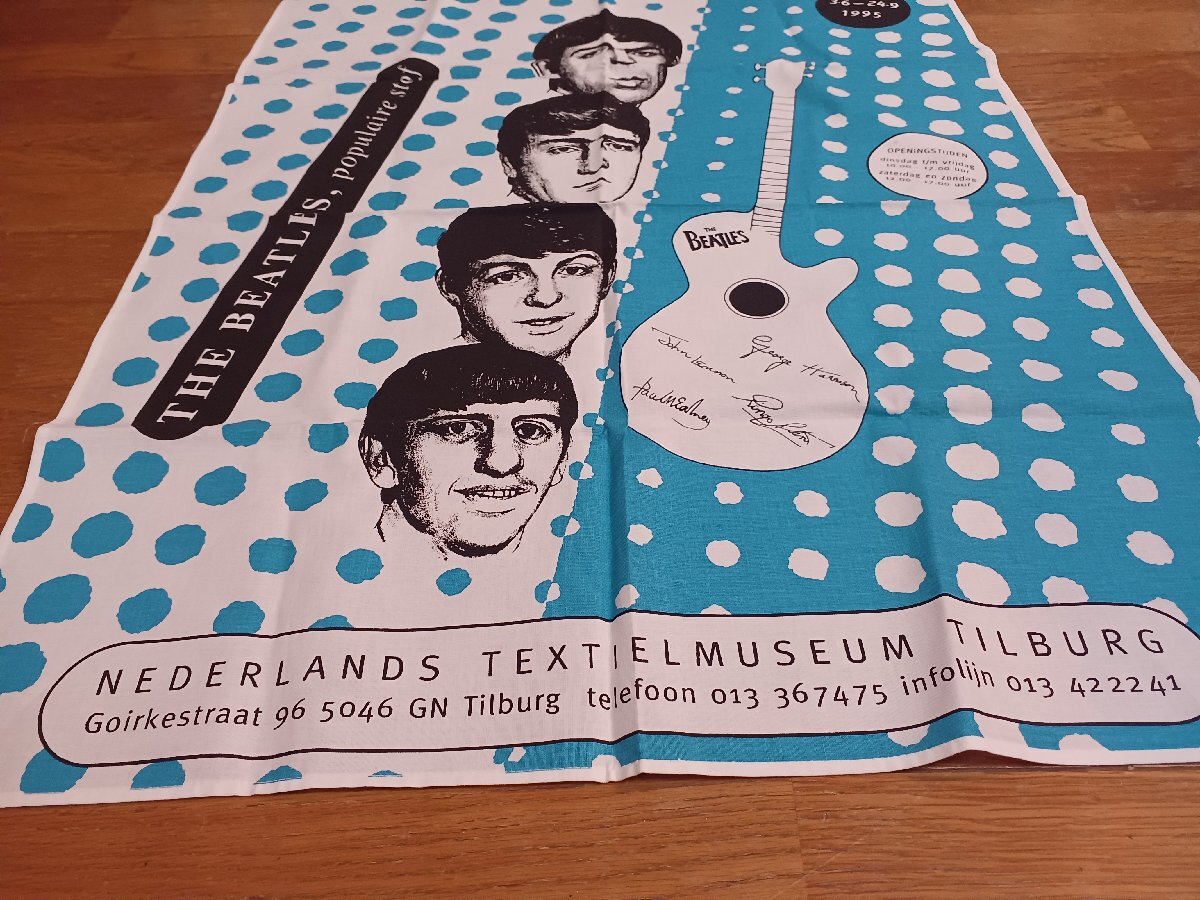 3 6 – 24.9
1995
THE BEATLES, populaire stof
OPENINGSTIJDEN
dinsdag t/m vrijdag
10.00 - 17.00 uur
zaterdag en zondag
12.00 - 17.00 uur
THE
BEATLES
George Harrison
John Lennon
Paul McCartney
Ringo Starr
NEDERLANDS TEXTIELMUSEUM TILBURG
Goirkestraat 96 5046 GN Tilburg telefoon 013 367475 infolijn 013 422241